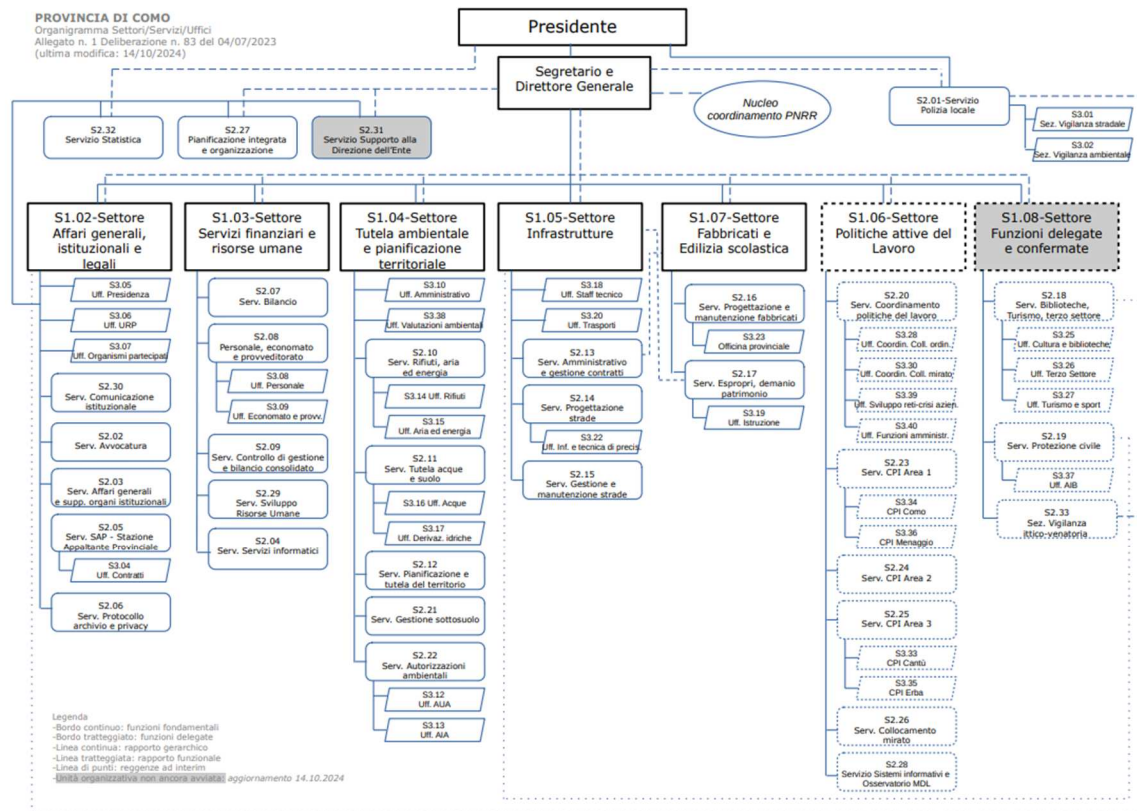 PROVINCIA DI COMO
Organigramma Settori/Servizi/Uffici
Allegato n. 1 Deliberazione n. 83 del 04/07/2023
(ultima modifica: 14/10/2024)
Presidente
Segretario e
Direttore Generale
Nucleo
coordinamento PNRR
S2.01-Servizio
Polizia locale
S3.01
Sez. Vigilanza stradale
S3.02
Sez. Vigilanza ambientale
S2.32
Servizio Statistica
S2.27
Pianificazione integrata
e organizzazione
S2.31
Servizio Supporto alla
Direzione dell'Ente
S1.02-Settore
Affari generali,
istituzionali e
legali
S3.05
Uff. Presidenza
S3.06
Uff. URP
S3.07
Uff. Organismi partecipati
S2.30
Serv. Comunicazione
istituzionale
S2.02
Serv. Avvocatura
S2.03
Serv. Affari generali
e supp. organi istituzionali
S2.05
Serv. SAP - Stazione
Appaltante Provinciale
S3.04
Uff. Contratti
S2.06
Serv. Protocollo
archivio e privacy
S1.03-Settore
Servizi finanziari e
risorse umane
S2.07
Serv. Bilancio
S2.08
Personale, economato
e provveditorato
S3.08
Uff. Personale
S3.09
Uff. Economato e provv.
S2.09
Serv. Controllo di gestione
e bilancio consolidato
S2.29
Serv. Sviluppo
Risorse Umane
S2.04
Serv. Servizi informatici
S1.04-Settore
Tutela ambientale
e pianificazione
territoriale
S3.10
Uff. Amministrativo
S3.38
Uff. Valutazioni ambientali
S2.10
Serv. Rifiuti, aria
ed energia
S3.14 Uff. Rifiuti
S3.15
Uff. Aria ed energia
S2.11
Serv. Tutela acque
e suolo
S3.16 Uff. Acque
S3.17
Uff. Derivaz. idriche
S2.12
Serv. Pianificazione e
tutela del territorio
S2.21
Serv. Gestione sottosuolo
S2.22
Serv. Autorizzazioni
ambientali
S3.12
Uff. AUA
S3.13
Uff. AIA
S1.05-Settore
Infrastrutture
S3.18
Uff. Staff tecnico
S3.20
Uff. Trasporti
S2.13
Serv. Amministrativo
e gestione contratti
S2.14
Serv. Progettazione
strade
S3.22
Uff. Inf. e tecnica di precis.
S2.15
Serv. Gestione e
manutenzione strade
S1.07-Settore
Fabbricati e
Edilizia scolastica
S2.16
Serv. Progettazione e
manutenzione fabbricati
S3.23
Officina provinciale
S2.17
Serv. Espropri, demanio
patrimonio
S3.19
Uff. Istruzione
S1.06-Settore
Politiche attive del
Lavoro
S2.20
Serv. Coordinamento
politiche del lavoro
S3.28
Uff. Coordin. Coll. ordin.
S3.30
Uff. Coordin. Coll. mirato
S3.39
Uff. Sviluppo reti-crisi azien.
S3.40
Uff. Funzioni amministr.
S2.23
Serv. CPI Area 1
S3.34
CPI Como
S3.36
CPI Menaggio
S2.24
Serv. CPI Area 2
S2.25
Serv. CPI Area 3
S3.33
CPI Cantù
S3.35
CPI Erba
S2.26
Serv. Collocamento
mirato
S2.28
Servizio Sistemi informativi e
Osservatorio MDL
S1.08-Settore
Funzioni delegate
e confermate
S2.18
Serv. Biblioteche,
Turismo, terzo settore
S3.25
Uff. Cultura e biblioteche
S3.26
Uff. Terzo Settore
S3.27
Uff. Turismo e sport
S2.19
Serv. Protezione civile
S3.37
Uff. AIB
S2.33
Sez. Vigilanza
ittico-venatoria
Legenda
-Bordo continuo: funzioni fondamentali
-Bordo tratteggiato: funzioni delegate
-Linea continua: rapporto gerarchico
-Linea tratteggiata: rapporto funzionale
-Linea di punti: reggenze ad interim
-Unità organizzativa non ancora avviata: aggiornamento 14.10.2024